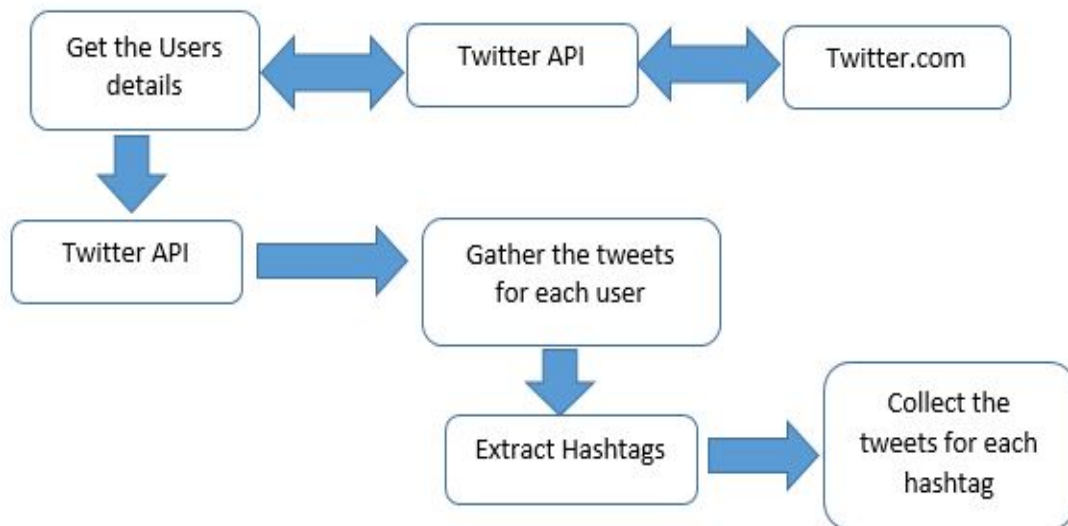 Get the Users
details
Twitter API
Twitter.com
Twitter API
Gather the tweets
for each user
Extract Hashtags
Collect the
tweets for each
hashtag